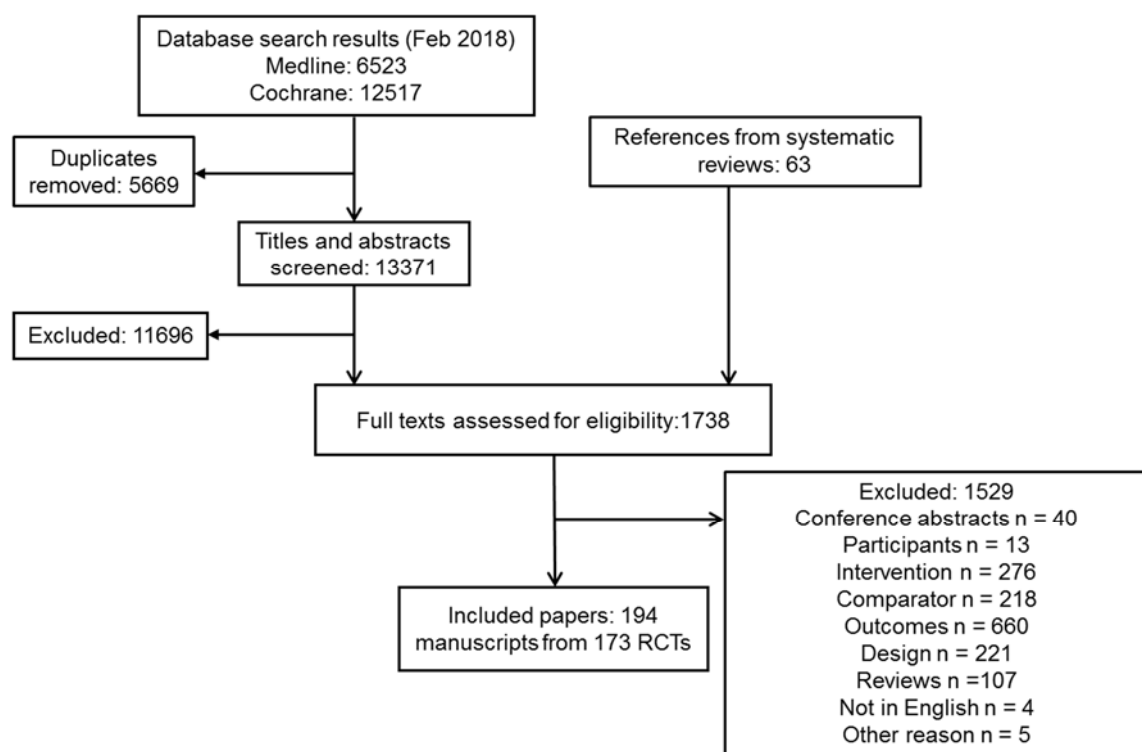 Database search results (Feb 2018)
Medline: 6523
Cochrane: 12517
Duplicates
removed: 5669
References from systematic
reviews: 63
Titles and abstracts
screened: 13371
Excluded: 11696
Full texts assessed for eligibility:1738
Excluded: 1529
Conference abstracts n = 40
Participants n = 13
Intervention n = 276
Comparator n = 218
Outcomes n = 660
Design n = 221
Reviews n =107
Not in English n = 4
Other reason n = 5
Included papers: 194
manuscripts from 173 RCTs